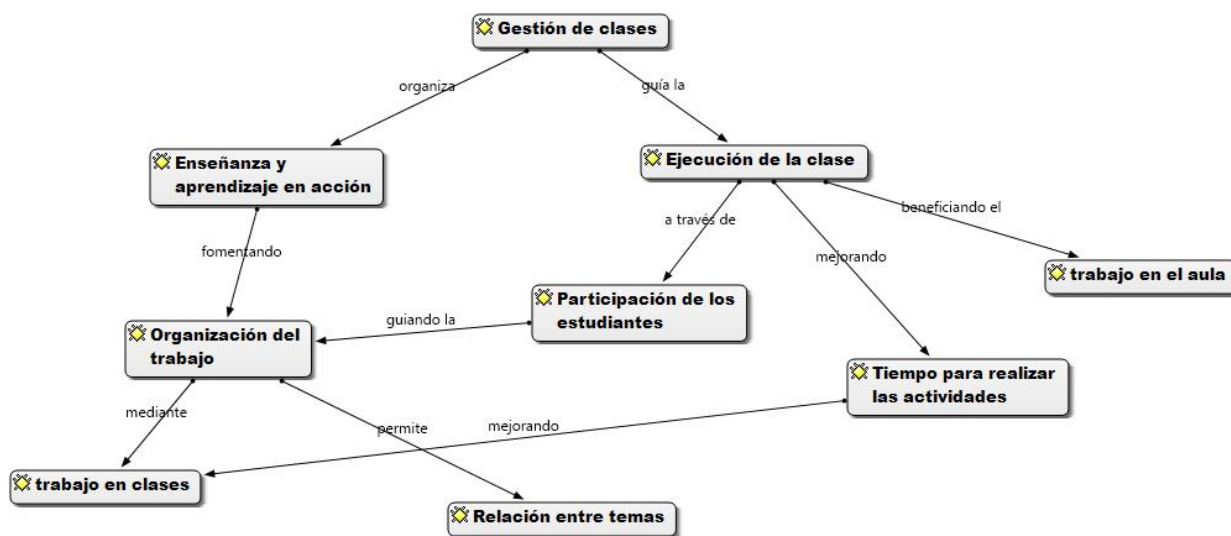 Gestión de clases
organiza
guía la
Enseñanza y
aprendizaje en acción
Ejecución de la clase
a través de
beneficiando el
fomentando
mejorando
trabajo en el aula
Participación de los
estudiantes
guiando la
Organización del
trabajo
Tiempo para realizar
las actividades
mediante
permite
mejorando
trabajo en clases
Relación entre temas